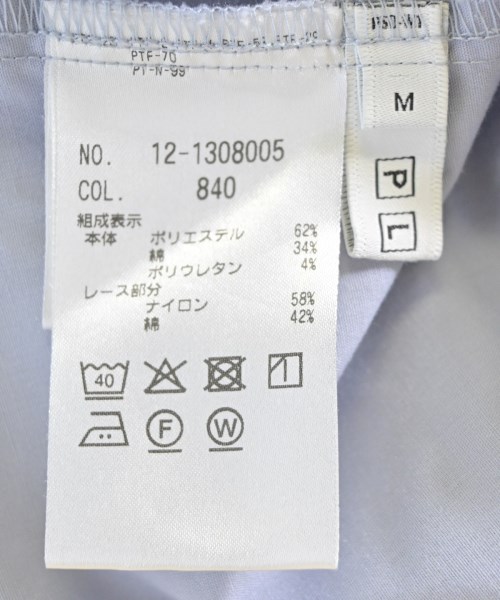 PTF-70
PT-N-99
NO. 12-1308005
COL. 840
組成表示
本体 ポリエステル 62%
綿 34%
ポリウレタン 4%
レース部分
ナイロン 58%
綿 42%
40
F W
M
P
L